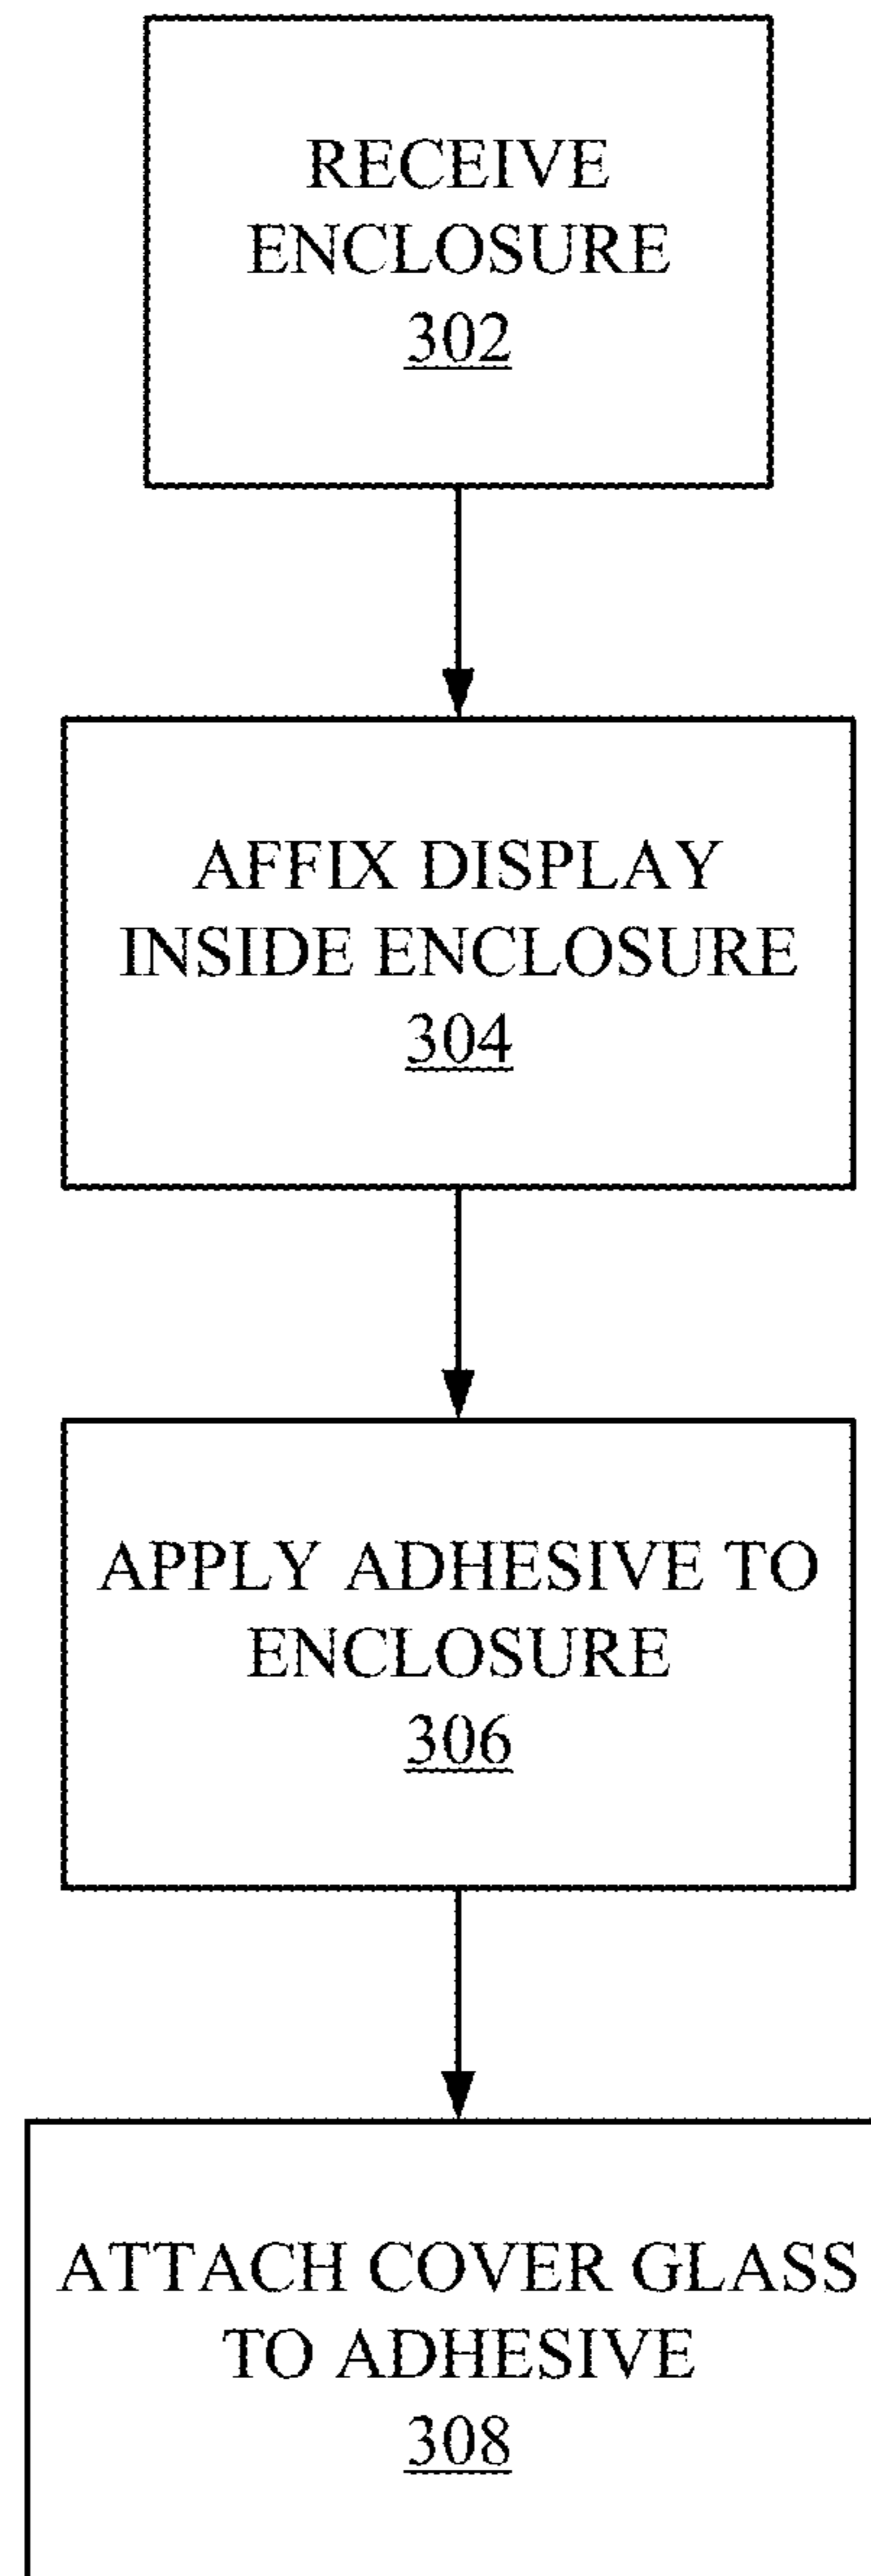 RECEIVE
ENCLOSURE
302
AFFIX DISPLAY
INSIDE ENCLOSURE
304
APPLY ADHESIVE TO
ENCLOSURE
306
ATTACH COVER GLASS
TO ADHESIVE
308